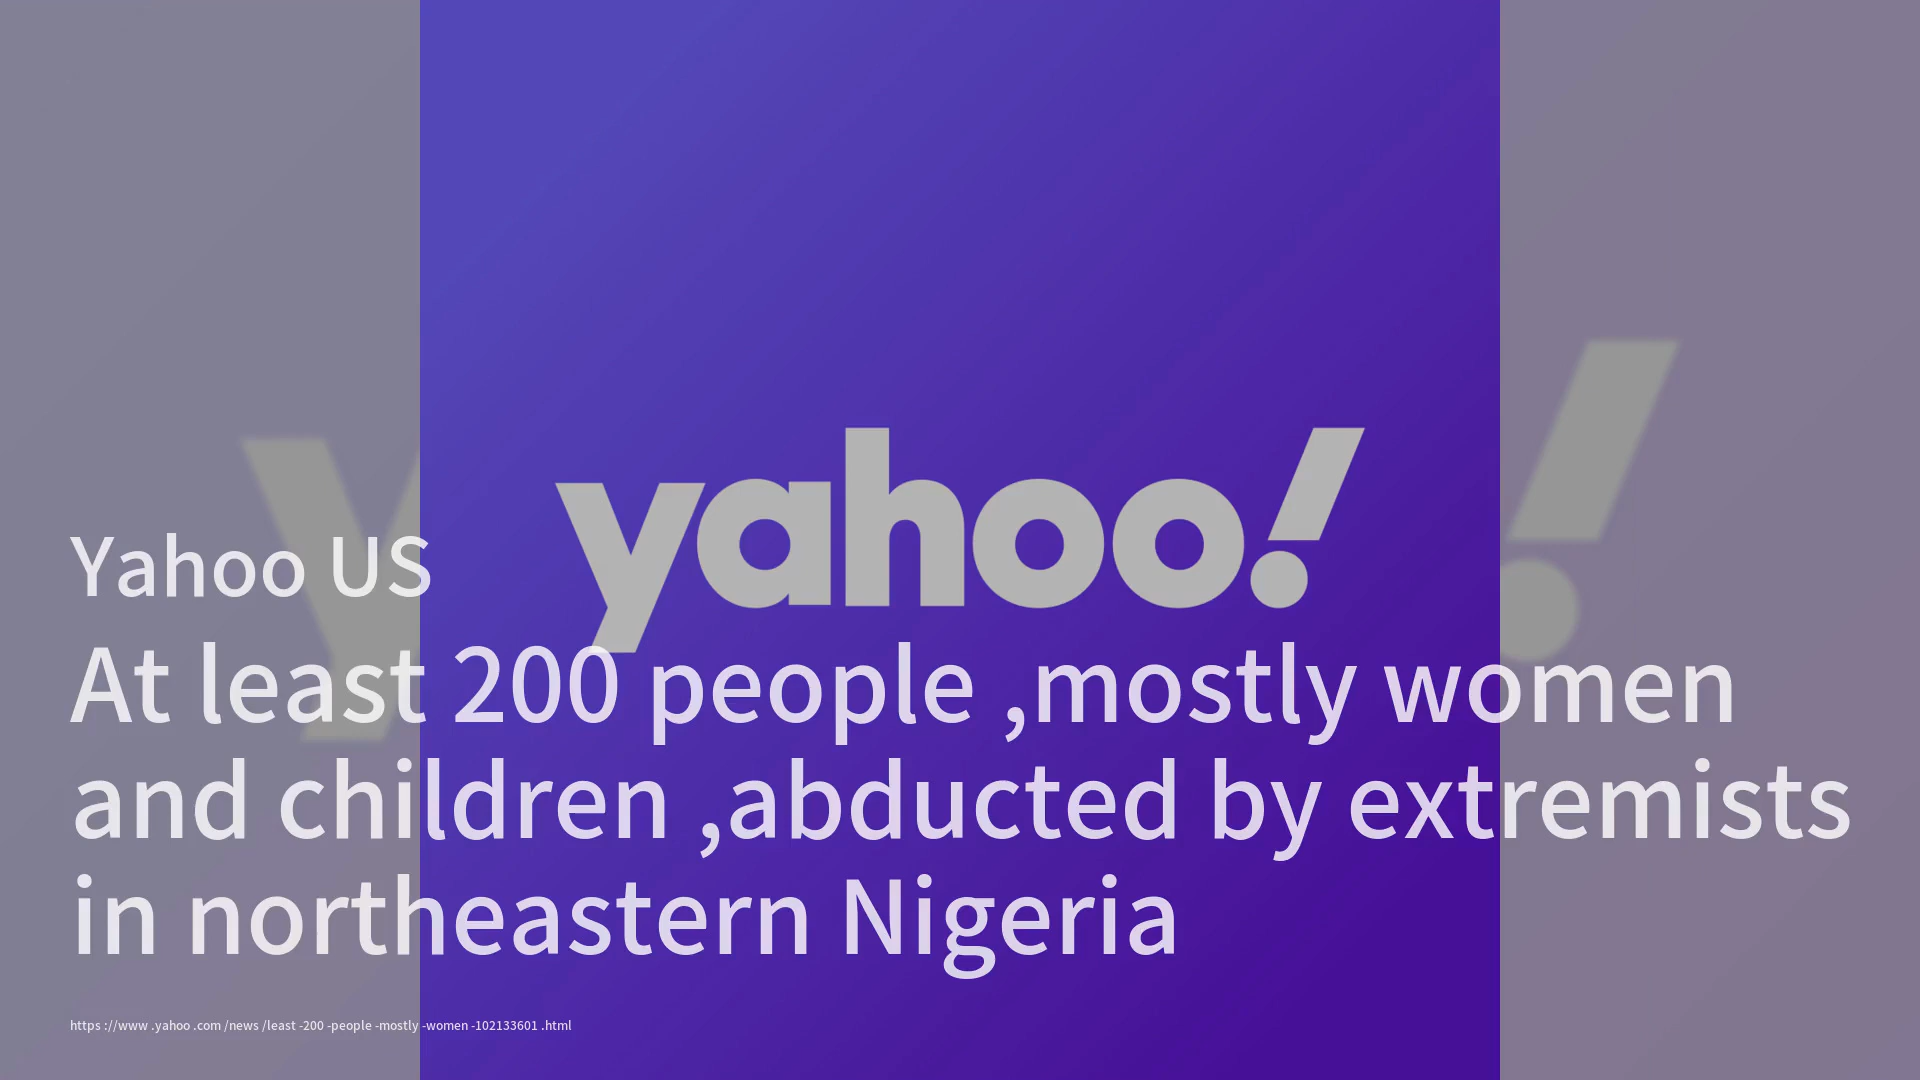 yahoo!
Yahoo US
At least 200 people ,mostly women
and children ,abducted by extremists
in northeastern Nigeria
https ://www .yahoo .com /news /least -200 -people -mostly -women -102133601 .html